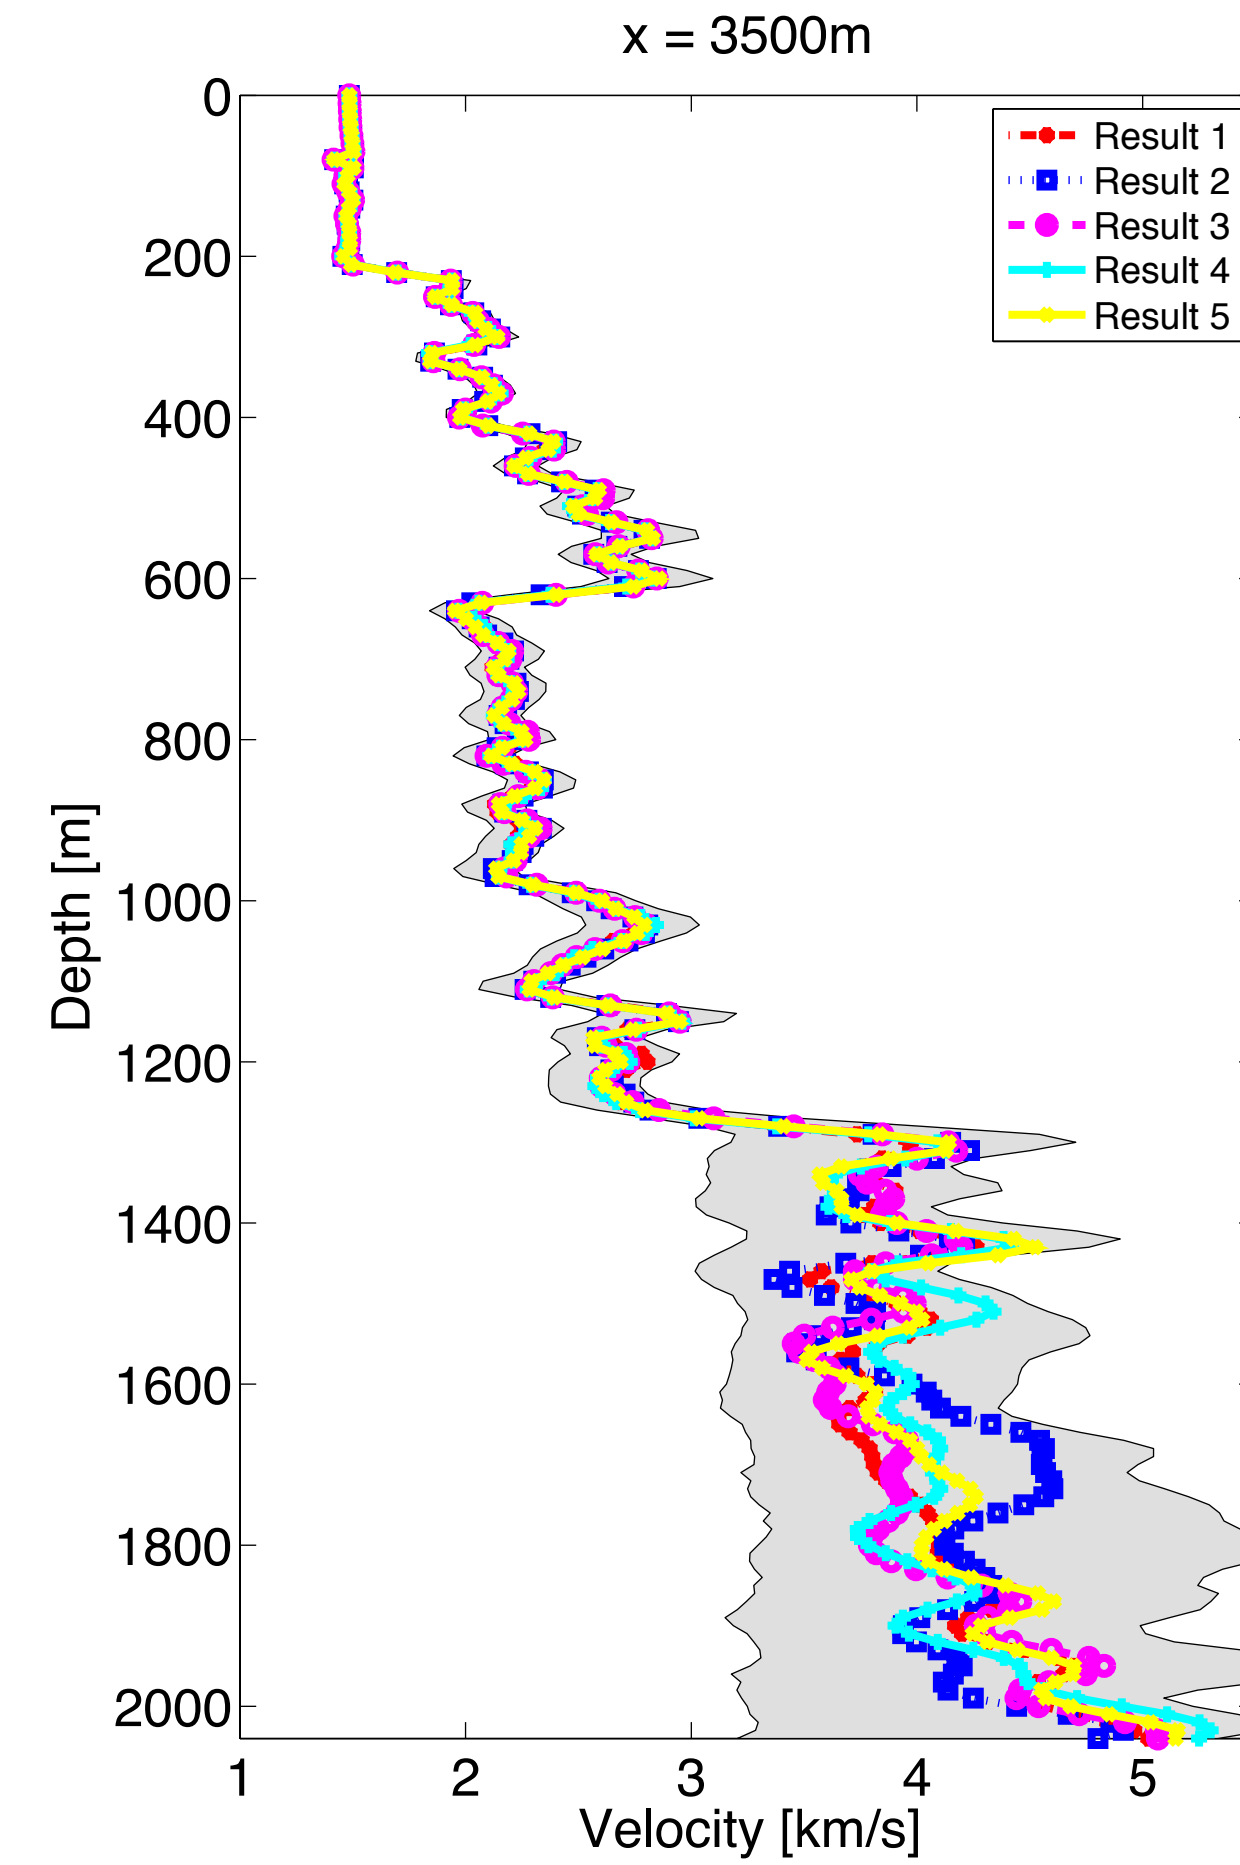 x = 3500m
0
200
400
600
800
1000
1200
1400
1600
1800
2000
Depth [m]
Result 1
Result 2
Result 3
Result 4
Result 5
1 2 3 4 5
Velocity [km/s]